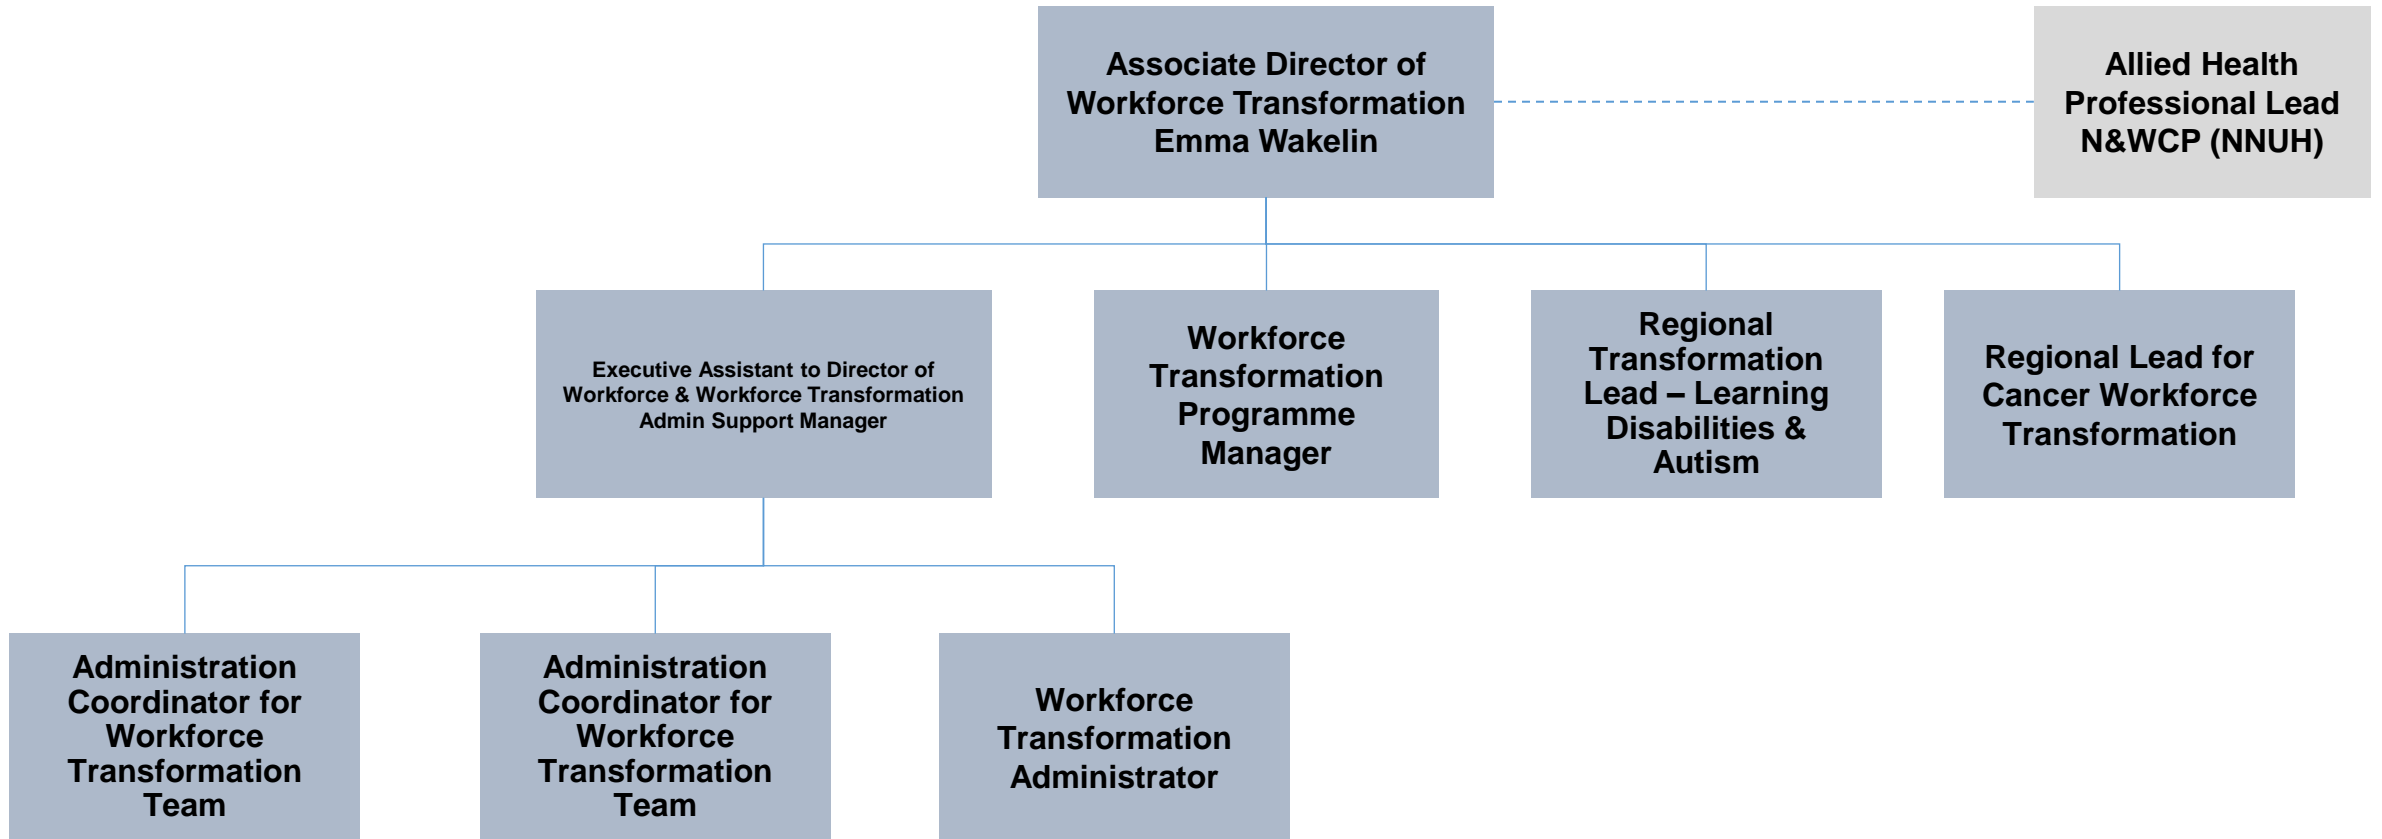 Associate Director of
Workforce Transformation
Emma Wakelin
Allied Health
Professional Lead
N&WCP (NNUH)
Executive Assistant to Director of
Workforce & Workforce Transformation
Admin Support Manager
Workforce
Transformation
Programme
Manager
Regional
Transformation
Lead – Learning
Disabilities &
Autism
Regional Lead for
Cancer Workforce
Transformation
Administration
Coordinator for
Workforce
Transformation
Team
Administration
Coordinator for
Workforce
Transformation
Team
Workforce
Transformation
Administrator